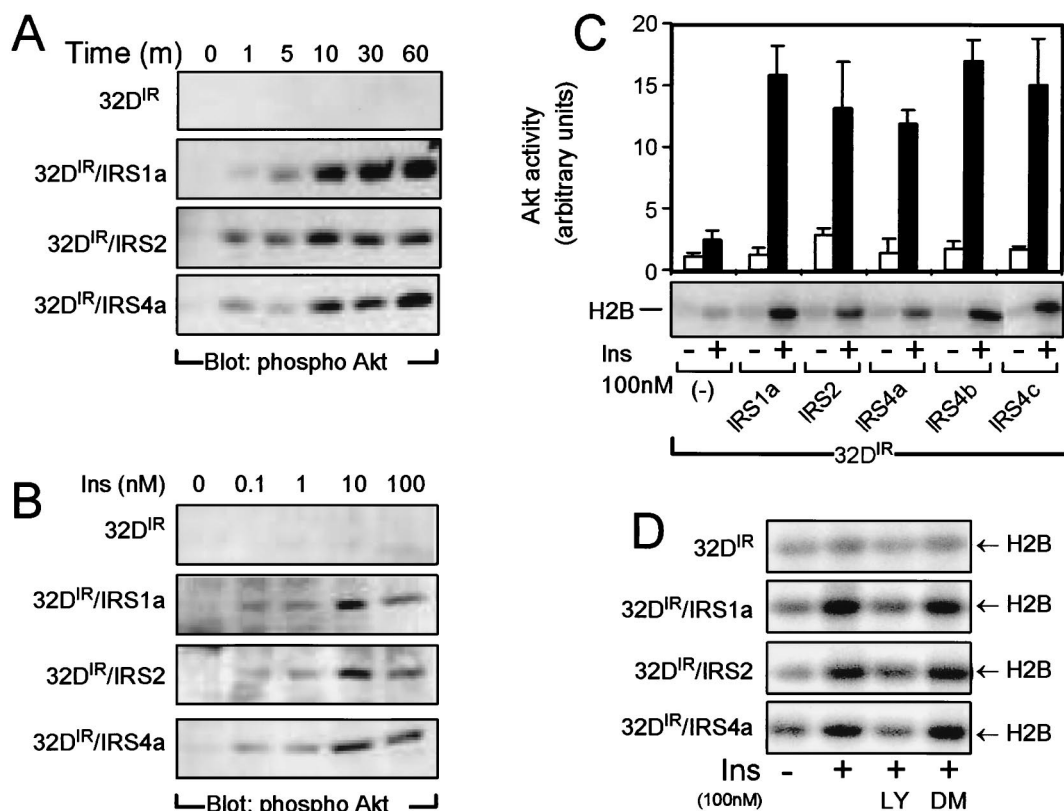 A
Time (m) 0 1 5 10 30 60
32D^IR
32D^IR/IRS1a
32D^IR/IRS2
32D^IR/IRS4a
Blot: phospho Akt
B
Ins (nM) 0 0.1 1 10 100
32D^IR
32D^IR/IRS1a
32D^IR/IRS2
32D^IR/IRS4a
Blot: phospho Akt
C
Akt activity
(arbitrary units)
20
15
10
5
0
H2B
Ins - + - + - + - + - + - +
100nM (-) IRS1a IRS2 IRS4a IRS4b IRS4c
32D^IR
D
32D^IR ← H2B
32D^IR/IRS1a ← H2B
32D^IR/IRS2 ← H2B
32D^IR/IRS4a ← H2B
Ins - + + +
(100nM) LY DM